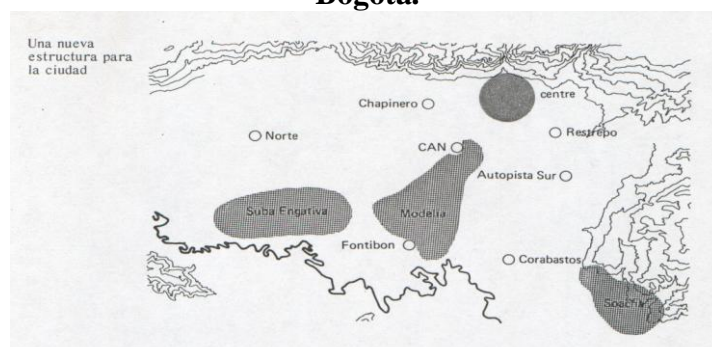 Bogotá.
Una nueva
estructura para
la ciudad
centre
Chapinero
Restrepo
Norte
CAN
Autopista Sur
Suba Engativa
Modelia
Fontibon
Corabastos
Soacha